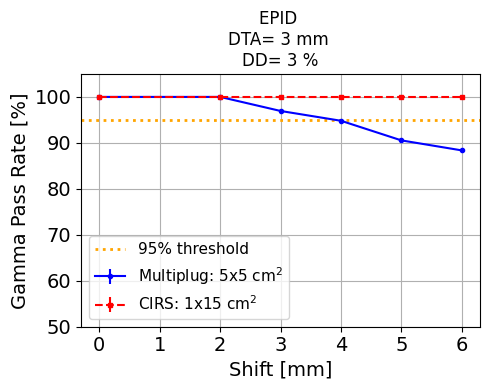 EPID
DTA= 3 mm
DD= 3 %
Gamma Pass Rate [%]
100
90
80
70
60
50
95% threshold
Multiplug: 5x5 cm²
CIRS: 1x15 cm²
0 1 2 3 4 5 6
Shift [mm]